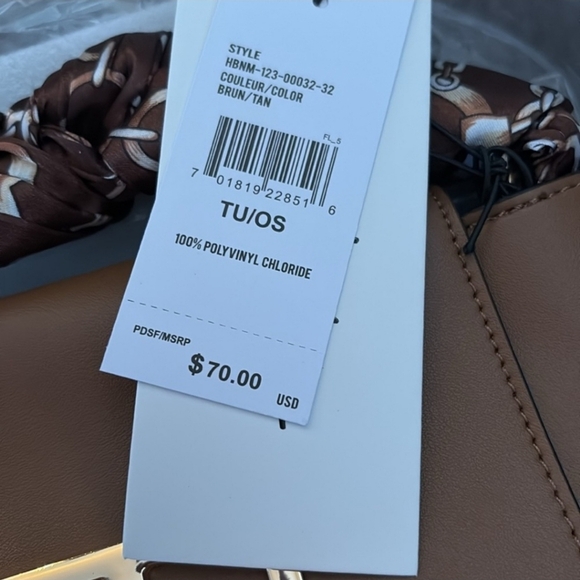 STYLE
HBNM-123-00032-32
COULEUR/COLOR
BRUN/TAN
FL_5
7 01819 22851 6
TU/OS
100% POLYVINYL CHLORIDE
PDSF/MSRP
$70.00
USD